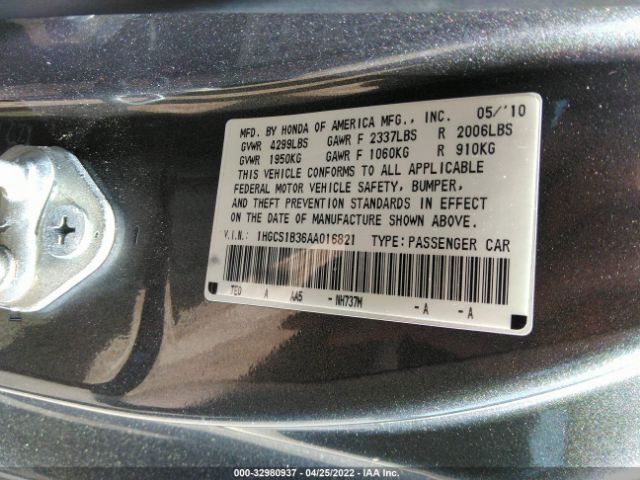 MFD. BY HONDA OF AMERICA MFG., INC. 05/'10
GVWR 4299LBS GAWR F 2337LBS R 2006LBS
GVWR 1950KG GAWR F 1060KG R 910KG
THIS VEHICLE CONFORMS TO ALL APPLICABLE
FEDERAL MOTOR VEHICLE SAFETY, BUMPER,
AND THEFT PREVENTION STANDARDS IN EFFECT
ON THE DATE OF MANUFACTURE SHOWN ABOVE.
V.I.N: 1HGCS1B36AA016821 TYPE: PASSENGER CAR
TE0 A AA5 - NH737M -A -A
000-32980937 - 04/25/2022 - IAA Inc.